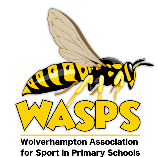 WASPS
Wolverhampton Association
for Sport in Primary Schools